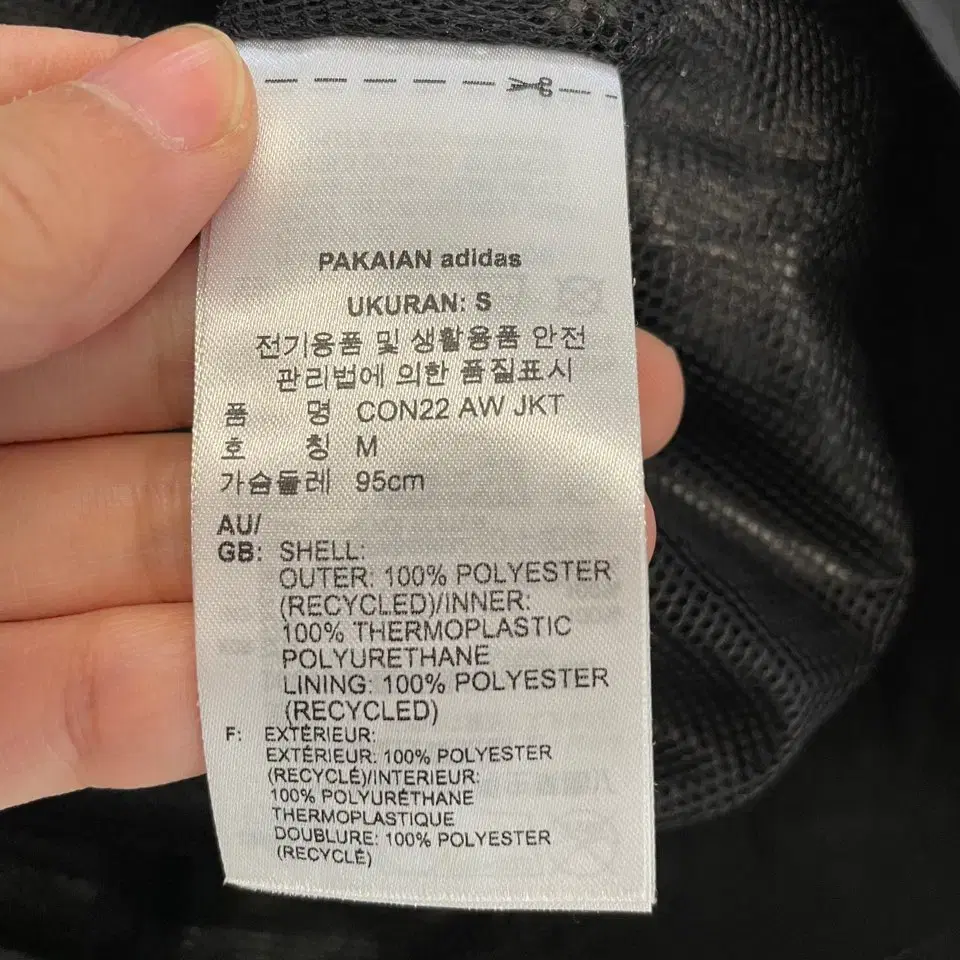 PAKAIAN adidas
UKURAN: S
전기용품 및 생활용품 안전
관리법에 의한 품질표시
품 명 CON22 AW JKT
호 칭 M
가슴둘레 95cm
AU/
GB: SHELL:
OUTER: 100% POLYESTER
(RECYCLED)/INNER:
100% THERMOPLASTIC
POLYURETHANE
LINING: 100% POLYESTER
(RECYCLED)
F: EXTÉRIEUR:
EXTÉRIEUR: 100% POLYESTER
(RECYCLÉ)/INTERIEUR:
100% POLYURÉTHANE
THERMOPLASTIQUE
DOUBLURE: 100% POLYESTER
(RECYCLÉ)